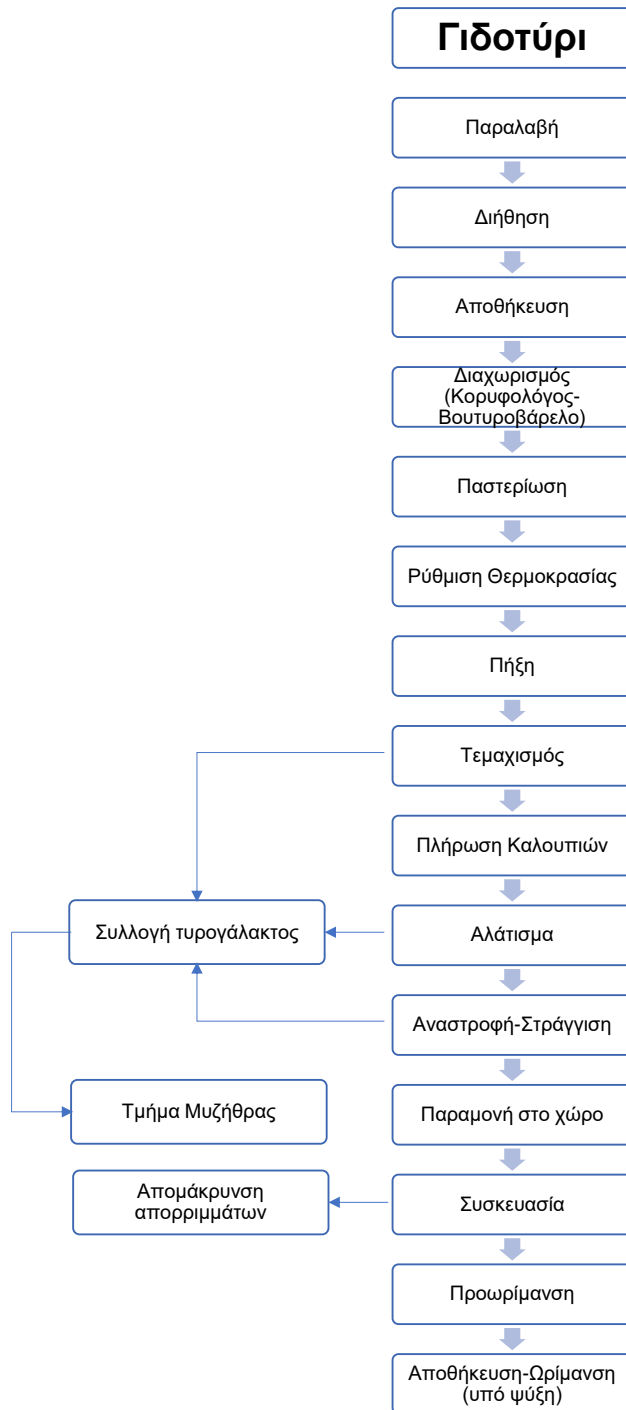 Γιδοτύρι
Παραλαβή
Διήθηση
Αποθήκευση
Διαχωρισμός
(Κορυφολόγος-
Βουτυροβάρελο)
Παστερίωση
Ρύθμιση Θερμοκρασίας
Πήξη
Τεμαχισμός
Πλήρωση Καλουπιών
Συλλογή τυρογάλακτος
Αλάτισμα
Αναστροφή-Στράγγιση
Τμήμα Μυζήθρας
Παραμονή στο χώρο
Απομάκρυνση
απορριμμάτων
Συσκευασία
Προωρίμανση
Αποθήκευση-Ωρίμανση
(υπό ψύξη)